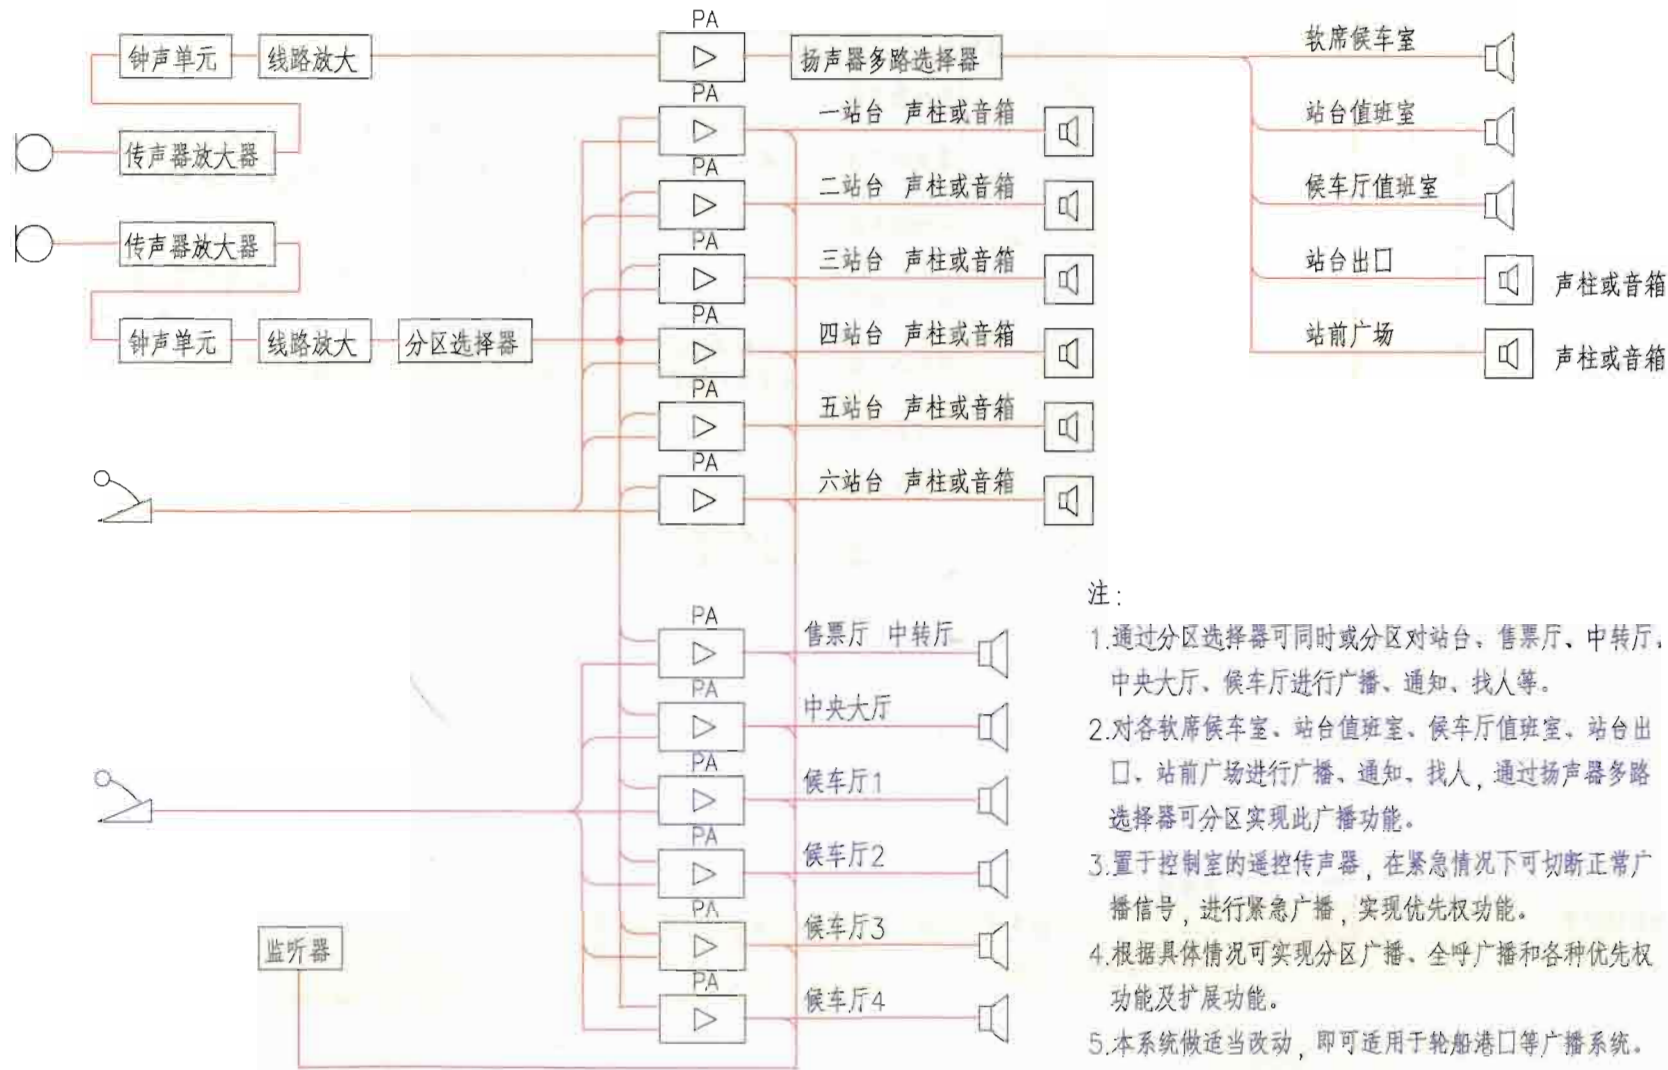 PA
钟声单元 线路放大 扬声器多路选择器 软席候车室
PA
传声器放大器 一站台 声柱或音箱 站台值班室
PA
二站台 声柱或音箱 候车厅值班室
PA
传声器放大器 三站台 声柱或音箱 站台出口 声柱或音箱
PA
钟声单元 线路放大 分区选择器 四站台 声柱或音箱 站前广场 声柱或音箱
PA
五站台 声柱或音箱
PA
六站台 声柱或音箱
PA
售票厅 中转厅
PA
中央大厅
PA
候车厅1
PA
候车厅2
PA
监听器 候车厅3
PA
候车厅4
注:
1.通过分区选择器可同时或分区对站台、售票厅、中转厅、
中央大厅、候车厅进行广播、通知、找人等。
2.对各软席候车室、站台值班室、候车厅值班室、站台出
口、站前广场进行广播、通知、找人,通过扬声器多路
选择器可分区实现此广播功能。
3.置于控制室的遥控传声器,在紧急情况下可切断正常广
播信号,进行紧急广播,实现优先权功能。
4.根据具体情况可实现分区广播、全呼广播和各种优先权
功能及扩展功能。
5.本系统做适当改动,即可适用于轮船港口等广播系统。